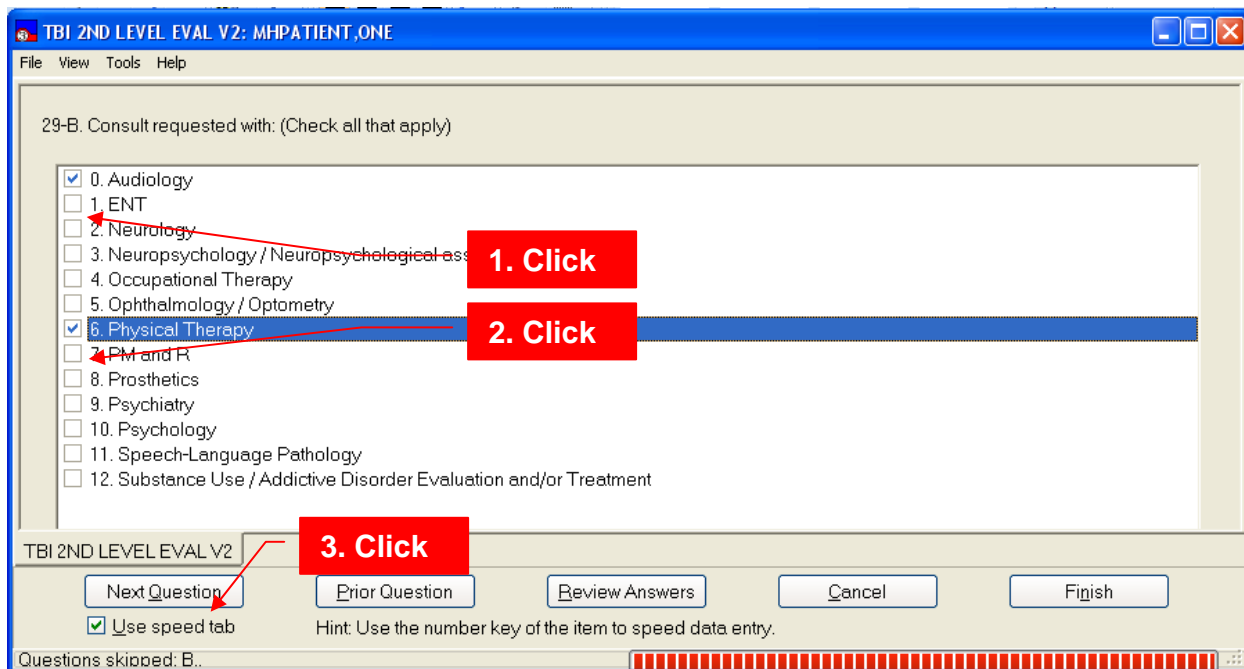 TBI 2ND LEVEL EVAL V2: MHPATIENT,ONE
File View Tools Help
29-B. Consult requested with: (Check all that apply)
0. Audiology
1. ENT
2. Neurology
3. Neuropsychology / Neuropsychological ass
1. Click
4. Occupational Therapy
5. Ophthalmology / Optometry
6. Physical Therapy
2. Click
7. PM and R
8. Prosthetics
9. Psychiatry
10. Psychology
11. Speech-Language Pathology
12. Substance Use / Addictive Disorder Evaluation and/or Treatment
TBI 2ND LEVEL EVAL V2
3. Click
Next Question Prior Question Review Answers Cancel Finish
Use speed tab Hint: Use the number key of the item to speed data entry.
Questions skipped: B..